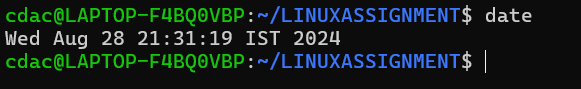 cdac@LAPTOP-F4BQ0VBP:~/LINUXASSIGNMENT$ date
Wed Aug 28 21:31:19 IST 2024
cdac@LAPTOP-F4BQ0VBP:~/LINUXASSIGNMENT$